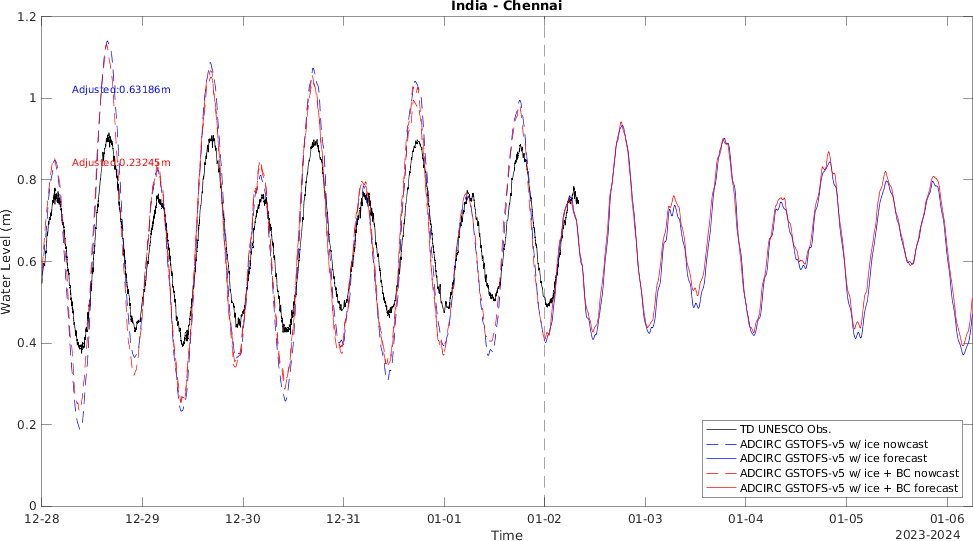 India - Chennai
Water Level (m)
1.2
1
0.8
0.6
0.4
0.2
0
Adjusted:0.63186m
Adjusted:0.23245m
TD UNESCO Obs.
ADCIRC GSTOFS-v5 w/ ice nowcast
ADCIRC GSTOFS-v5 w/ ice forecast
ADCIRC GSTOFS-v5 w/ ice + BC nowcast
ADCIRC GSTOFS-v5 w/ ice + BC forecast
12-28 12-29 12-30 12-31 01-01 01-02 01-03 01-04 01-05 01-06
Time
2023-2024